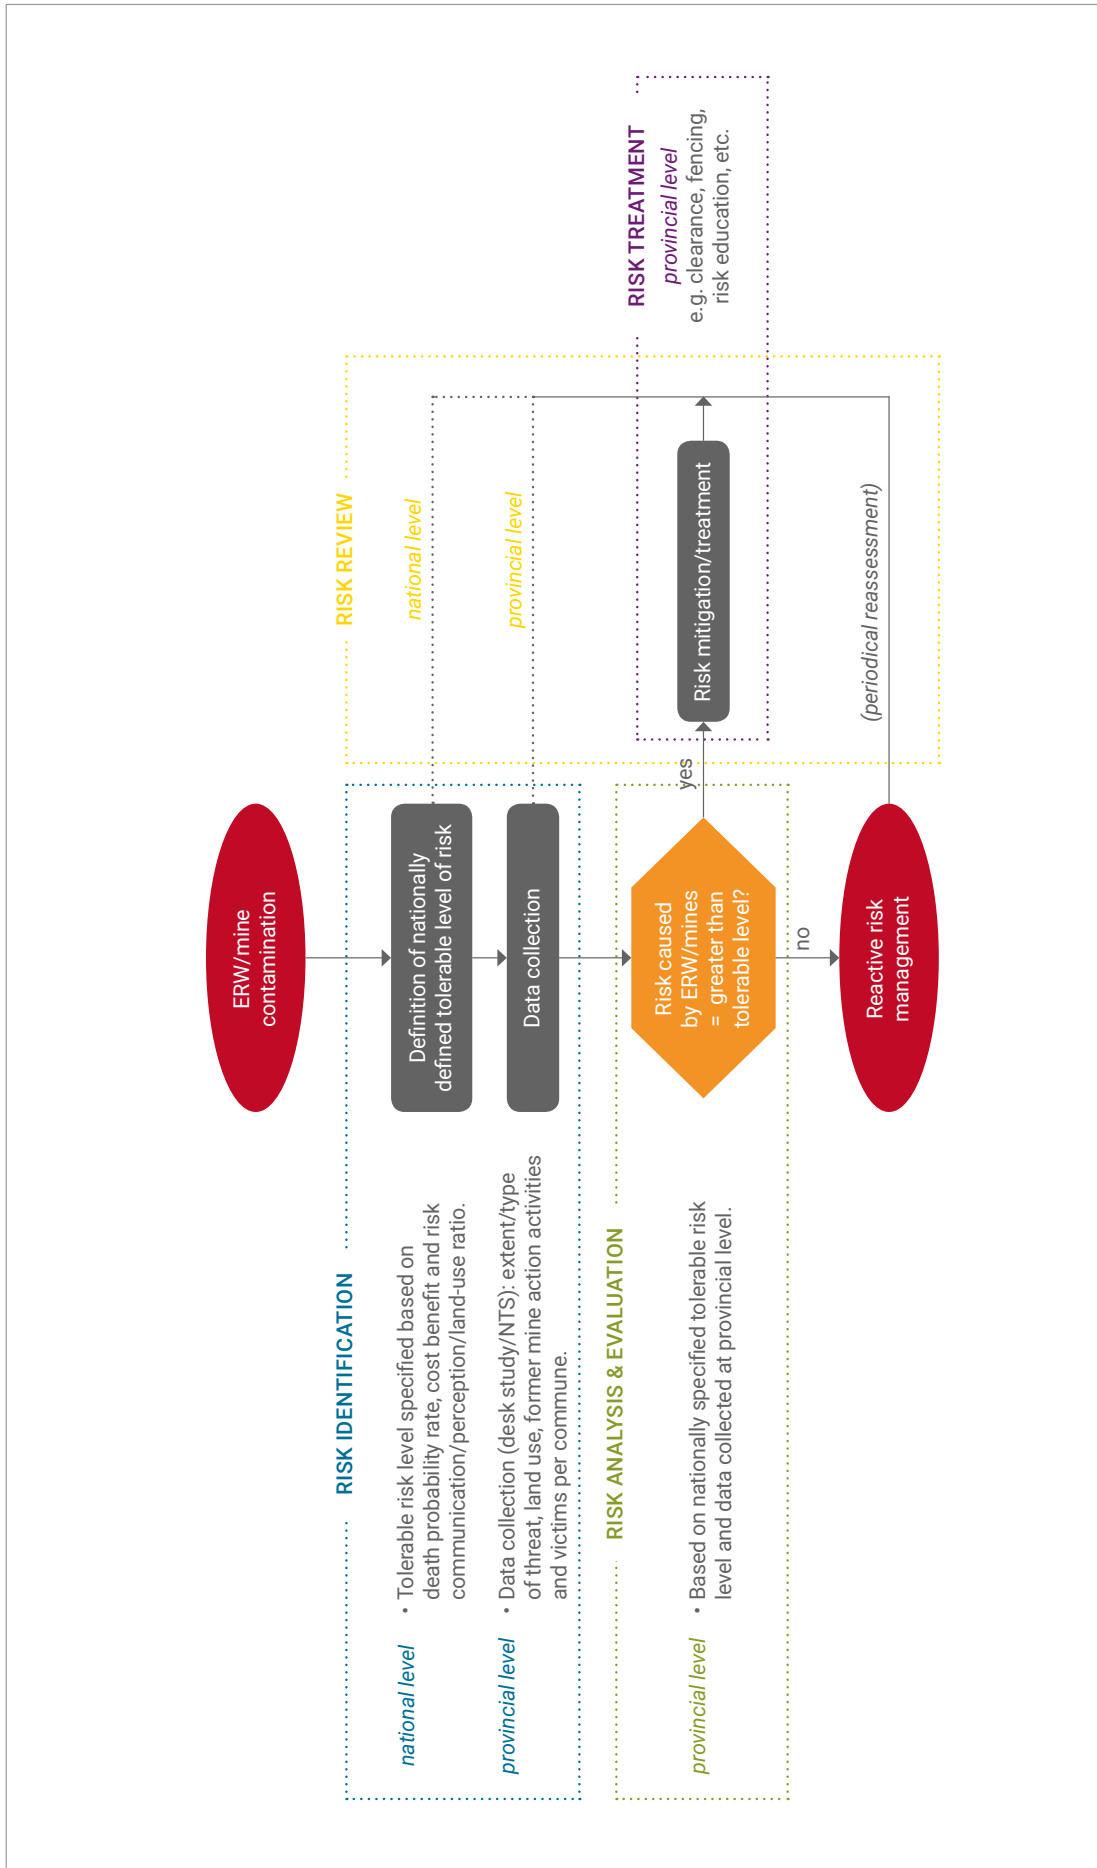 ERW/mine
contamination
RISK IDENTIFICATION
national level
• Tolerable risk level specified based on
death probability rate, cost benefit and risk
communication/perception/land-use ratio.
Definition of nationally
defined tolerable level of risk
provincial level
• Data collection (desk study/NTS): extent/type
of threat, land use, former mine action activities
and victims per commune.
Data collection
RISK REVIEW
national level
provincial level
RISK ANALYSIS & EVALUATION
provincial level
• Based on nationally specified tolerable risk
level and data collected at provincial level.
Risk caused
by ERW/mines
= greater than
tolerable level?
yes
Risk mitigation/treatment
RISK TREATMENT
provincial level
e.g. clearance, fencing,
risk education, etc.
no
Reactive risk
management
(periodical reassessment)